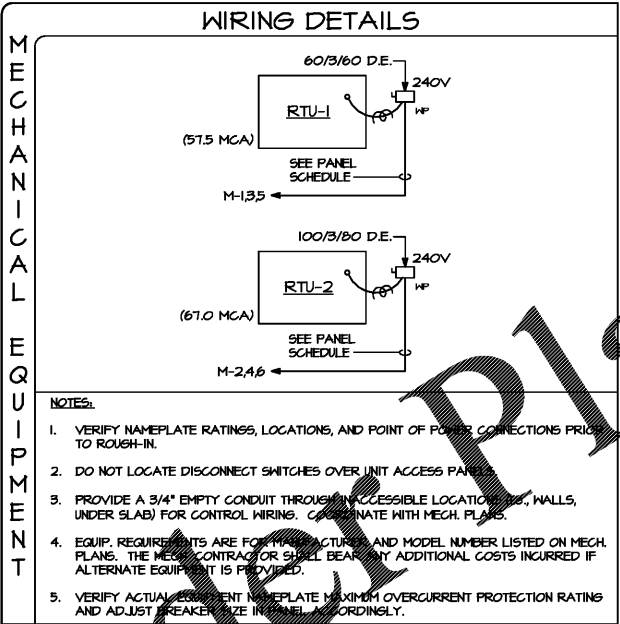 WIRING DETAILS
MECHANICAL EQUIPMENT
60/3/60 D.E.
240V
RTU-1
WP
(57.5 MCA)
SEE PANEL
SCHEDULE
M-1,3,5
100/3/80 D.E.
240V
RTU-2
WP
(67.0 MCA)
SEE PANEL
SCHEDULE
M-2,4,6
NOTES:
1. VERIFY NAMEPLATE RATINGS, LOCATIONS, AND POINT OF POWER CONNECTIONS PRIOR
TO ROUGH-IN.
2. DO NOT LOCATE DISCONNECT SWITCHES OVER UNIT ACCESS PANELS.
3. PROVIDE A 3/4" EMPTY CONDUIT THROUGH INACCESSIBLE LOCATIONS WALLS,
UNDER SLAB) FOR CONTROL WIRING. COORDINATE WITH MECH. PLANS.
4. EQUIP. REQUIREMENTS ARE FOR MANUFACTURER AND MODEL NUMBER LISTED ON MECH.
PLANS. THE MECH. CONTRACTOR SHALL BEAR ANY ADDITIONAL COSTS INCURRED IF
ALTERNATE EQUIPMENT IS PROVIDED.
5. VERIFY ACTUAL EQUIPMENT NAMEPLATE MAXIMUM OVERCURRENT PROTECTION RATING
AND ADJUST BREAKER SIZE IN PANEL ACCORDINGLY.
der Pla